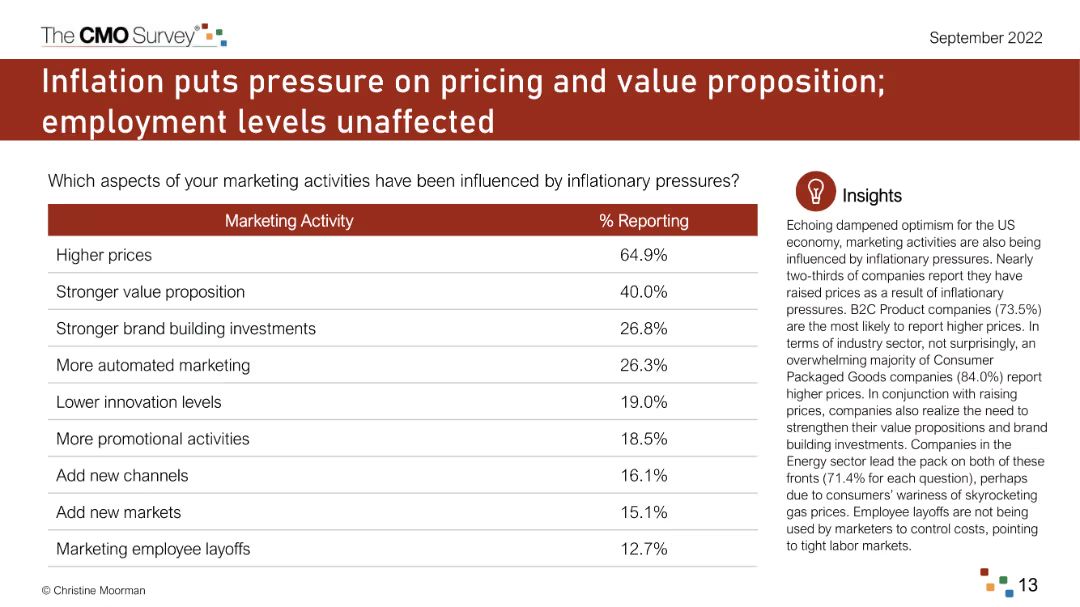 The CMO Survey®
September 2022
Inflation puts pressure on pricing and value proposition;
employment levels unaffected
Which aspects of your marketing activities have been influenced by inflationary pressures?
Marketing Activity % Reporting
Higher prices 64.9%
Stronger value proposition 40.0%
Stronger brand building investments 26.8%
More automated marketing 26.3%
Lower innovation levels 19.0%
More promotional activities 18.5%
Add new channels 16.1%
Add new markets 15.1%
Marketing employee layoffs 12.7%
Insights
Echoing dampened optimism for the US
economy, marketing activities are also being
influenced by inflationary pressures. Nearly
two-thirds of companies report they have
raised prices as a result of inflationary
pressures. B2C Product companies (73.5%)
are the most likely to report higher prices. In
terms of industry sector, not surprisingly, an
overwhelming majority of Consumer
Packaged Goods companies (84.0%) report
higher prices. In conjunction with raising
prices, companies also realize the need to
strengthen their value propositions and brand
building investments. Companies in the
Energy sector lead the pack on both of these
fronts (71.4% for each question), perhaps
due to consumers' wariness of skyrocketing
gas prices. Employee layoffs are not being
used by marketers to control costs, pointing
to tight labor markets.
© Christine Moorman
13